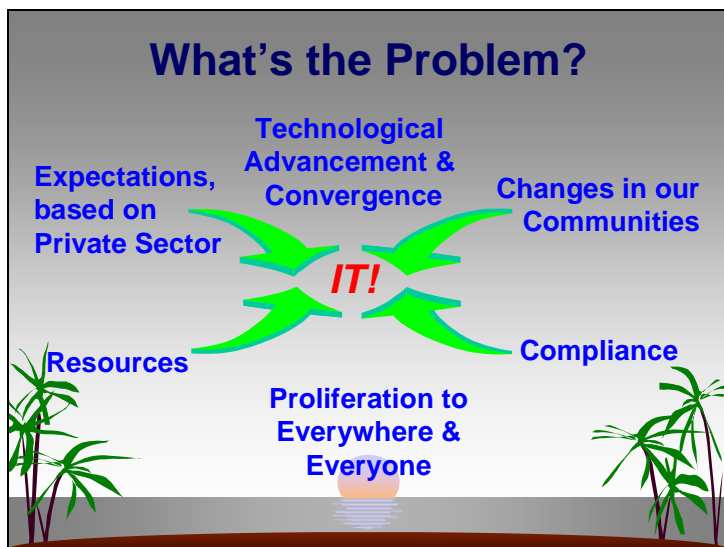 What's the Problem?
Technological
Advancement &
Convergence
Expectations,
based on
Private Sector
Changes in our
Communities
IT!
Resources
Compliance
Proliferation to
Everywhere &
Everyone